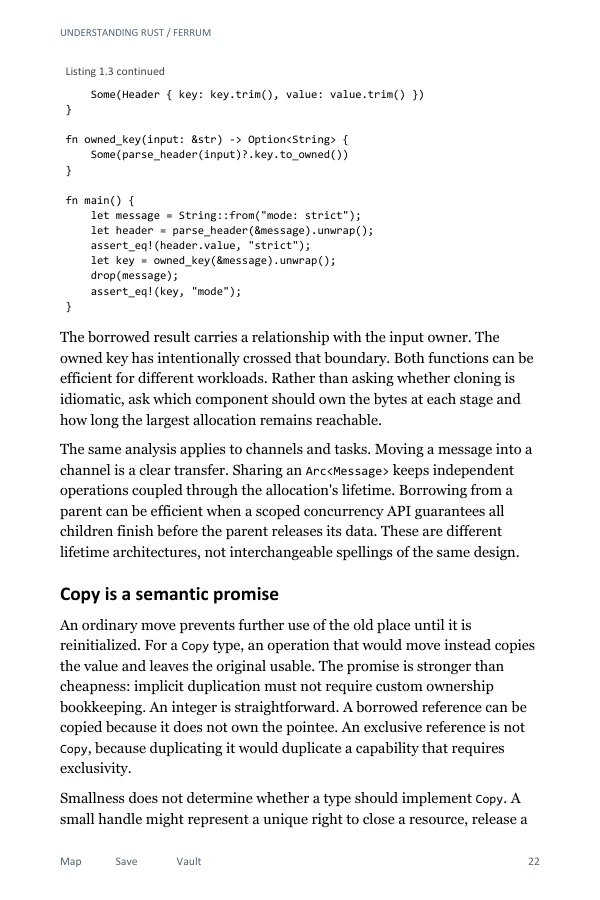 UNDERSTANDING RUST / FERRUM
Listing 1.3 continued
    Some(Header { key: key.trim(), value: value.trim() })
}

fn owned_key(input: &str) -> Option<String> {
    Some(parse_header(input)?.key.to_owned())
}

fn main() {
    let message = String::from("mode: strict");
    let header = parse_header(&message).unwrap();
    assert_eq!(header.value, "strict");
    let key = owned_key(&message).unwrap();
    drop(message);
    assert_eq!(key, "mode");
}
The borrowed result carries a relationship with the input owner. The
owned key has intentionally crossed that boundary. Both functions can be
efficient for different workloads. Rather than asking whether cloning is
idiomatic, ask which component should own the bytes at each stage and
how long the largest allocation remains reachable.
The same analysis applies to channels and tasks. Moving a message into a
channel is a clear transfer. Sharing an Arc<Message> keeps independent
operations coupled through the allocation's lifetime. Borrowing from a
parent can be efficient when a scoped concurrency API guarantees all
children finish before the parent releases its data. These are different
lifetime architectures, not interchangeable spellings of the same design.
Copy is a semantic promise
An ordinary move prevents further use of the old place until it is
reinitialized. For a Copy type, an operation that would move instead copies
the value and leaves the original usable. The promise is stronger than
cheapness: implicit duplication must not require custom ownership
bookkeeping. An integer is straightforward. A borrowed reference can be
copied because it does not own the pointee. An exclusive reference is not
Copy, because duplicating it would duplicate a capability that requires
exclusivity.
Smallness does not determine whether a type should implement Copy. A
small handle might represent a unique right to close a resource, release a
Map Save Vault 22